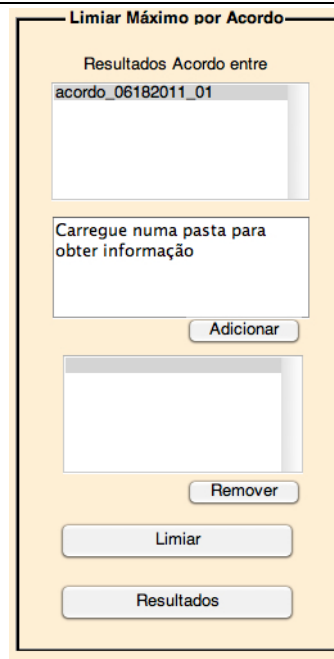 Limiar Máximo por Acordo
Resultados Acordo entre
acordo_06182011_01
Carregue numa pasta para
obter informação
Adicionar
Remover
Limiar
Resultados